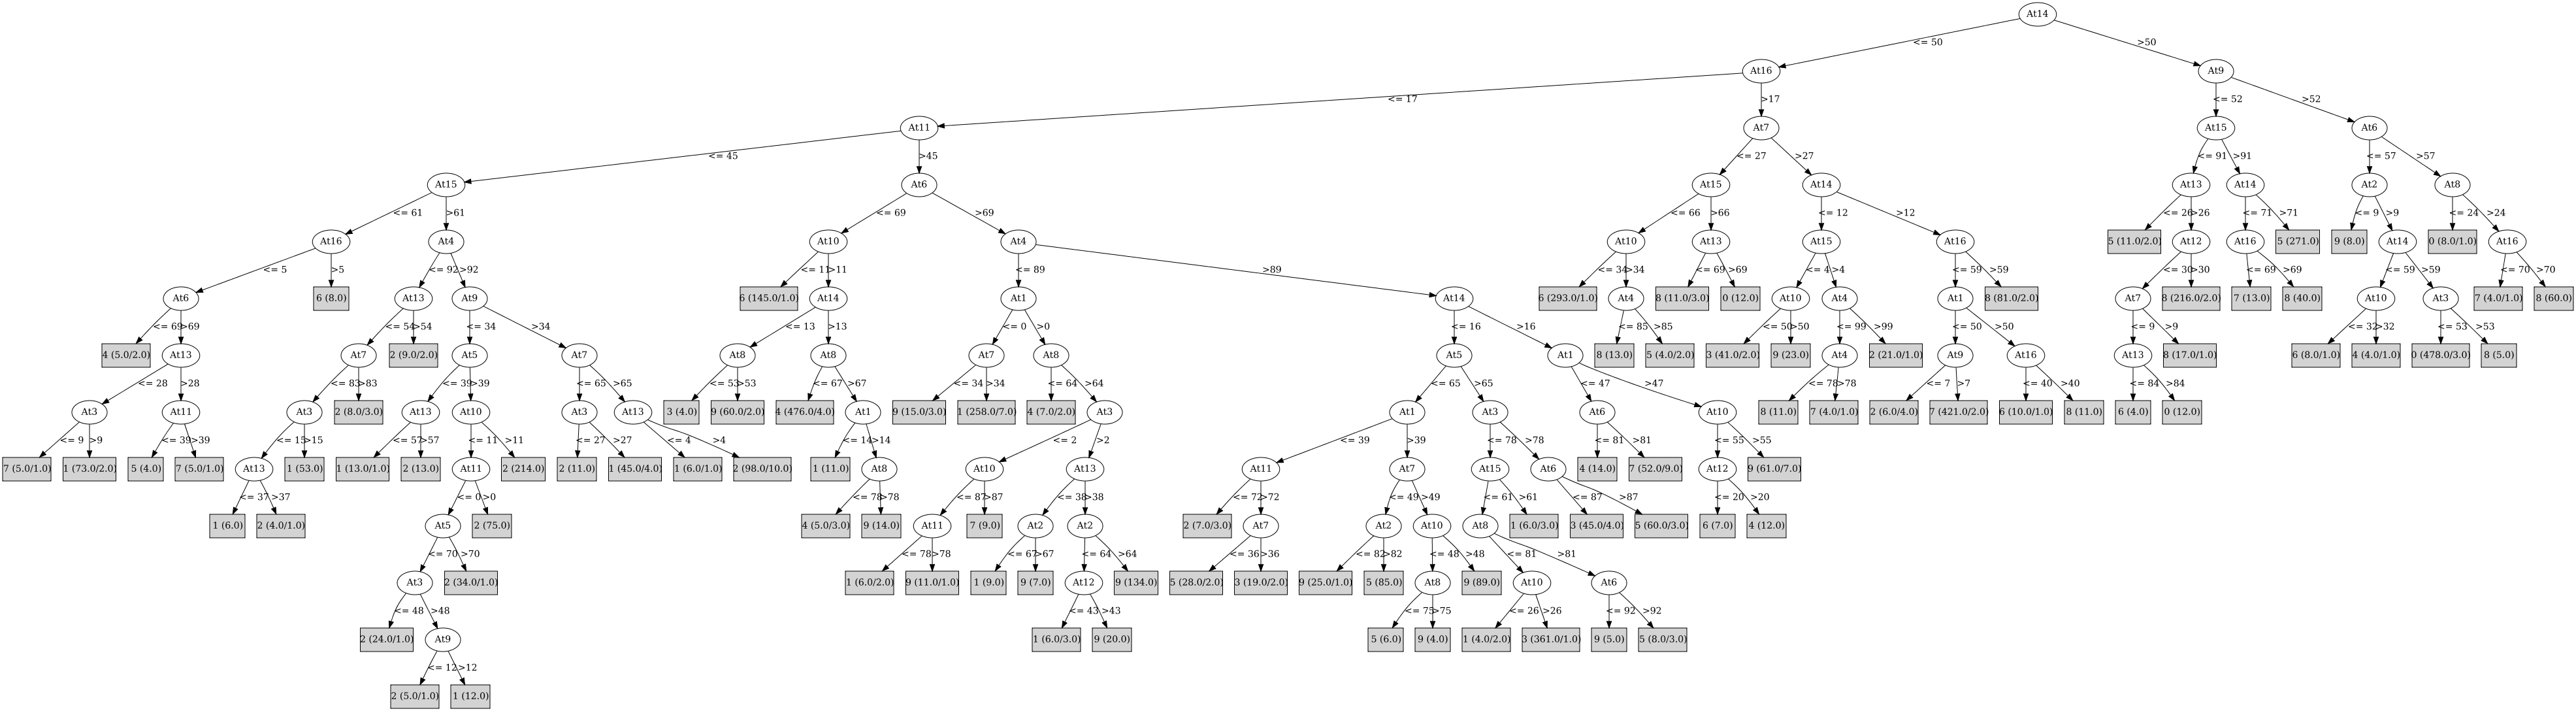 At14
<= 50 >50
At16 At9
<= 17 >17 <= 52 >52
At11 At7 At15 At6
<= 45 >45 <= 27 >27 <= 91 >91 <= 57 >57
At15 At6 At15 At14 At13 At14 At2 At8
<= 61 >61 <= 69 >69 <= 66 >66 <= 12 >12 <= 26 >26 <= 71 >71 <= 9 >9 <= 24 >24
At16 At4 At10 At4 At10 At13 At15 At16 5 (11.0/2.0) At12 At16 5 (271.0) 9 (8.0) At14 0 (8.0/1.0) At16
<= 5 >5 <= 92 >92 <= 11 >11 <= 89 >89 <= 34 >34 <= 69 >69 <= 4 >4 <= 59 >59 <= 30 >30 <= 69 >69 <= 59 >59 <= 70 >70
At6 6 (8.0) At13 At9 6 (145.0/1.0) At14 At1 At14 6 (293.0/1.0) At4 8 (11.0/3.0) 0 (12.0) At10 At4 At1 8 (81.0/2.0) At7 8 (216.0/2.0) 7 (13.0) 8 (40.0) At10 At3 7 (4.0/1.0) 8 (60.0)
<= 69 >69 <= 54 >54 <= 34 >34 <= 13 >13 <= 0 >0 <= 16 >16 <= 85 >85 <= 50 >50 <= 99 >99 <= 50 >50 <= 9 >9 <= 32 >32 <= 53 >53
4 (5.0/2.0) At13 At7 2 (9.0/2.0) At5 At7 At8 At8 At7 At8 At5 At1 8 (13.0) 5 (4.0/2.0) 3 (41.0/2.0) 9 (23.0) At4 2 (21.0/1.0) At9 At16 At13 8 (17.0/1.0) 6 (8.0/1.0) 4 (4.0/1.0) 0 (478.0/3.0) 8 (5.0)
<= 28 >28 <= 83 >83 <= 39 >39 <= 65 >65 <= 53 >53 <= 67 >67 <= 34 >34 <= 64 >64 <= 65 >65 <= 47 >47 <= 78 >78 <= 7 >7 <= 40 >40 <= 84 >84
At3 At11 At3 2 (8.0/3.0) At13 At10 At3 At13 3 (4.0) 9 (60.0/2.0) 4 (476.0/4.0) At1 9 (15.0/3.0) 1 (258.0/7.0) 4 (7.0/2.0) At3 At1 At3 At6 At10 8 (11.0) 7 (4.0/1.0) 2 (6.0/4.0) 7 (421.0/2.0) 6 (10.0/1.0) 8 (11.0) 6 (4.0) 0 (12.0)
<= 9 >9 <= 39 >39 <= 15 >15 <= 57 >57 <= 11 >11 <= 27 >27 <= 4 >4 <= 14 >14 <= 2 >2 <= 39 >39 <= 78 >78 <= 81 >81 <= 55 >55
7 (5.0/1.0) 1 (73.0/2.0) 5 (4.0) 7 (5.0/1.0) At13 1 (53.0) 1 (13.0/1.0) 2 (13.0) At11 2 (214.0) 2 (11.0) 1 (45.0/4.0) 1 (6.0/1.0) 2 (98.0/10.0) 1 (11.0) At8 At10 At13 At11 At7 At15 At6 4 (14.0) 7 (52.0/9.0) At12 9 (61.0/7.0)
<= 37 >37 <= 0 >0 <= 78 >78 <= 87 >87 <= 38 >38 <= 72 >72 <= 49 >49 <= 61 >61 <= 87 >87 <= 20 >20
1 (6.0) 2 (4.0/1.0) At5 2 (75.0) 4 (5.0/3.0) 9 (14.0) At11 7 (9.0) At2 At2 2 (7.0/3.0) At7 At2 At10 At8 1 (6.0/3.0) 3 (45.0/4.0) 5 (60.0/3.0) 6 (7.0) 4 (12.0)
<= 70 >70 <= 78 >78 <= 67 >67 <= 64 >64 <= 36 >36 <= 82 >82 <= 48 >48 <= 81 >81
At3 2 (34.0/1.0) 1 (6.0/2.0) 9 (11.0/1.0) 1 (9.0) 9 (7.0) At12 9 (134.0) 5 (28.0/2.0) 3 (19.0/2.0) 9 (25.0/1.0) 5 (85.0) At8 9 (89.0) At10 At6
<= 48 >48 <= 43 >43 <= 75 >75 <= 26 >26 <= 92 >92
2 (24.0/1.0) At9 1 (6.0/3.0) 9 (20.0) 5 (6.0) 9 (4.0) 1 (4.0/2.0) 3 (361.0/1.0) 9 (5.0) 5 (8.0/3.0)
<= 12 >12
2 (5.0/1.0) 1 (12.0)